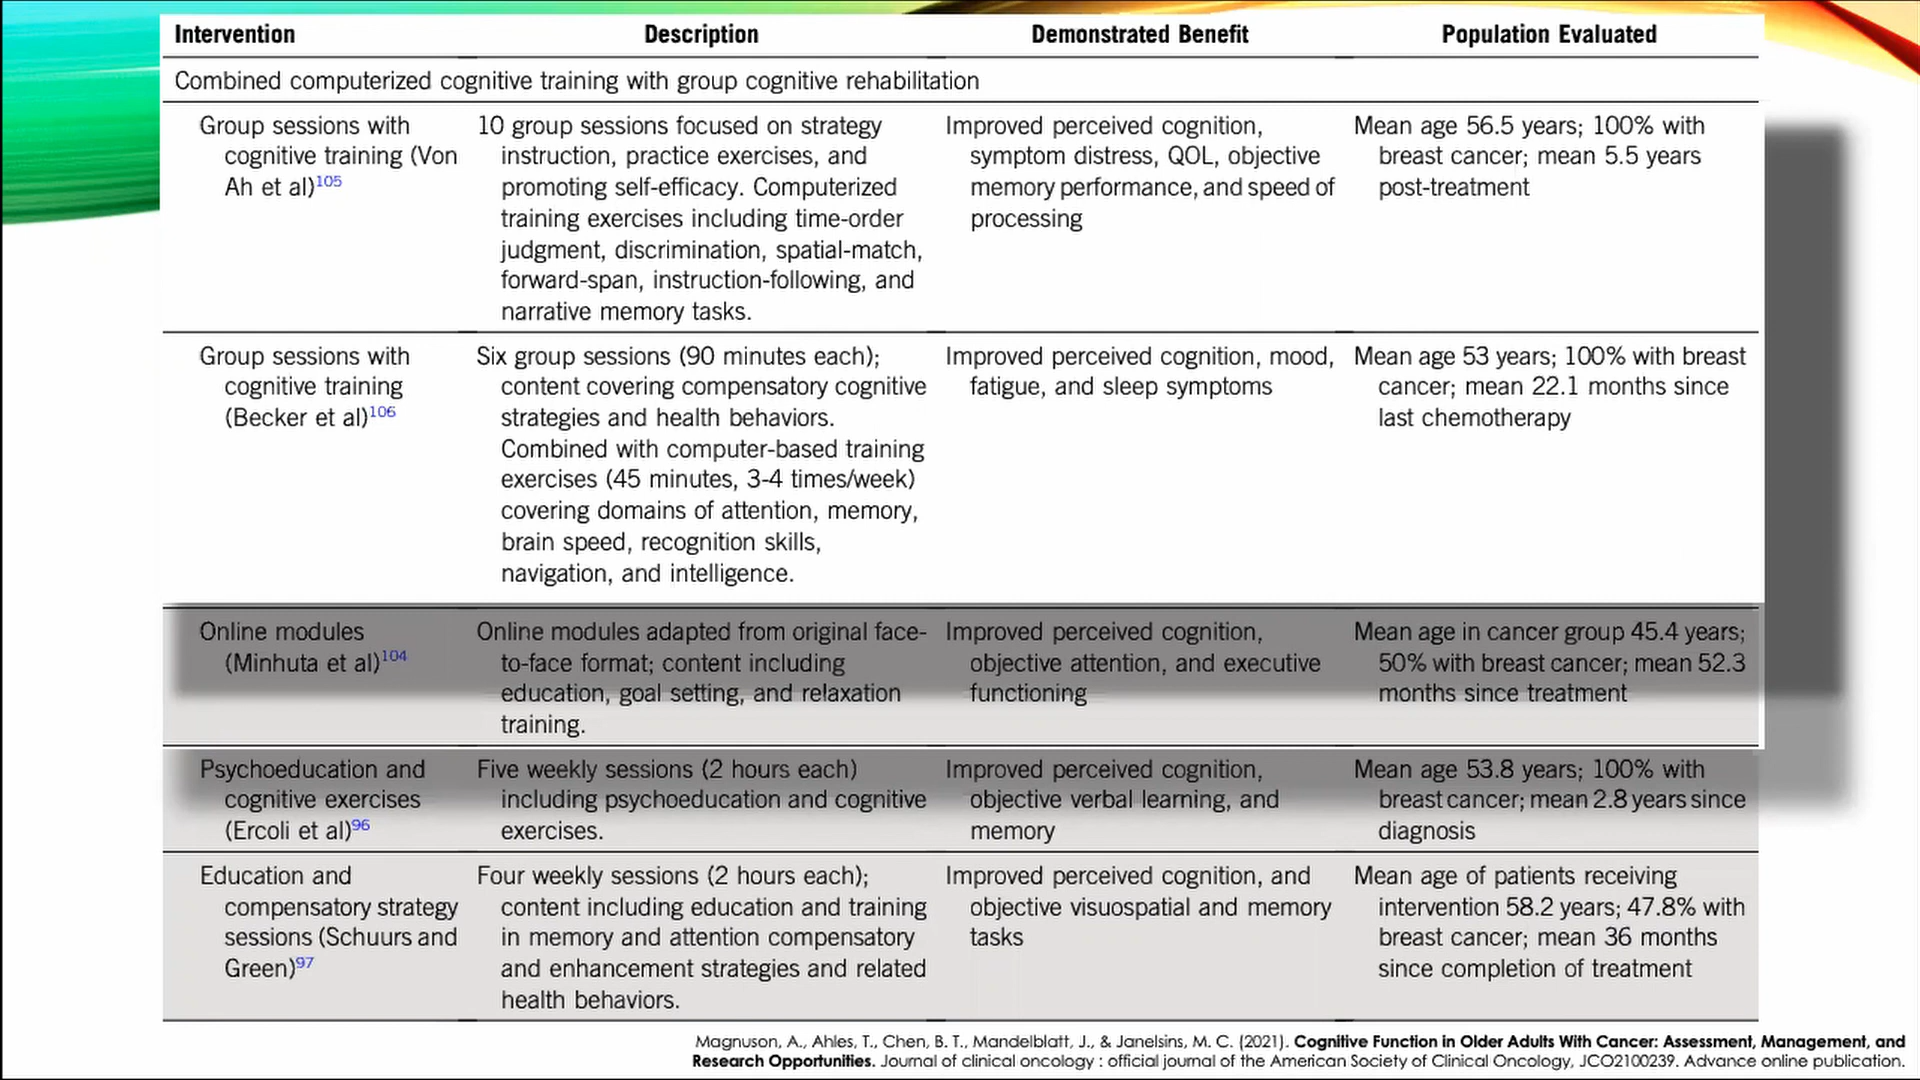 Intervention Description Demonstrated Benefit Population Evaluated
Combined computerized cognitive training with group cognitive rehabilitation
Group sessions with
cognitive training (Von
Ah et al)105
10 group sessions focused on strategy
instruction, practice exercises, and
promoting self-efficacy. Computerized
training exercises including time-order
judgment, discrimination, spatial-match,
forward-span, instruction-following, and
narrative memory tasks.
Improved perceived cognition,
symptom distress, QOL, objective
memory performance, and speed of
processing
Mean age 56.5 years; 100% with
breast cancer; mean 5.5 years
post-treatment
Group sessions with
cognitive training
(Becker et al)106
Six group sessions (90 minutes each);
content covering compensatory cognitive
strategies and health behaviors.
Combined with computer-based training
exercises (45 minutes, 3-4 times/week)
covering domains of attention, memory,
brain speed, recognition skills,
navigation, and intelligence.
Improved perceived cognition, mood,
fatigue, and sleep symptoms
Mean age 53 years; 100% with breast
cancer; mean 22.1 months since
last chemotherapy
Online modules
(Minhuta et al)104
Online modules adapted from original face-
to-face format; content including
education, goal setting, and relaxation
training.
Improved perceived cognition,
objective attention, and executive
functioning
Mean age in cancer group 45.4 years;
50% with breast cancer; mean 52.3
months since treatment
Psychoeducation and
cognitive exercises
(Ercoli et al)96
Five weekly sessions (2 hours each)
including psychoeducation and cognitive
exercises.
Improved perceived cognition,
objective verbal learning, and
memory
Mean age 53.8 years; 100% with
breast cancer; mean 2.8 years since
diagnosis
Education and
compensatory strategy
sessions (Schuurs and
Green)97
Four weekly sessions (2 hours each);
content including education and training
in memory and attention compensatory
and enhancement strategies and related
health behaviors.
Improved perceived cognition, and
objective visuospatial and memory
tasks
Mean age of patients receiving
intervention 58.2 years; 47.8% with
breast cancer; mean 36 months
since completion of treatment
Magnuson, A., Ahles, T., Chen, B. T., Mandelblatt, J., & Janelsins, M. C. (2021). Cognitive Function in Older Adults With Cancer: Assessment, Management, and
Research Opportunities. Journal of clinical oncology : official journal of the American Society of Clinical Oncology, JCO2100239. Advance online publication.